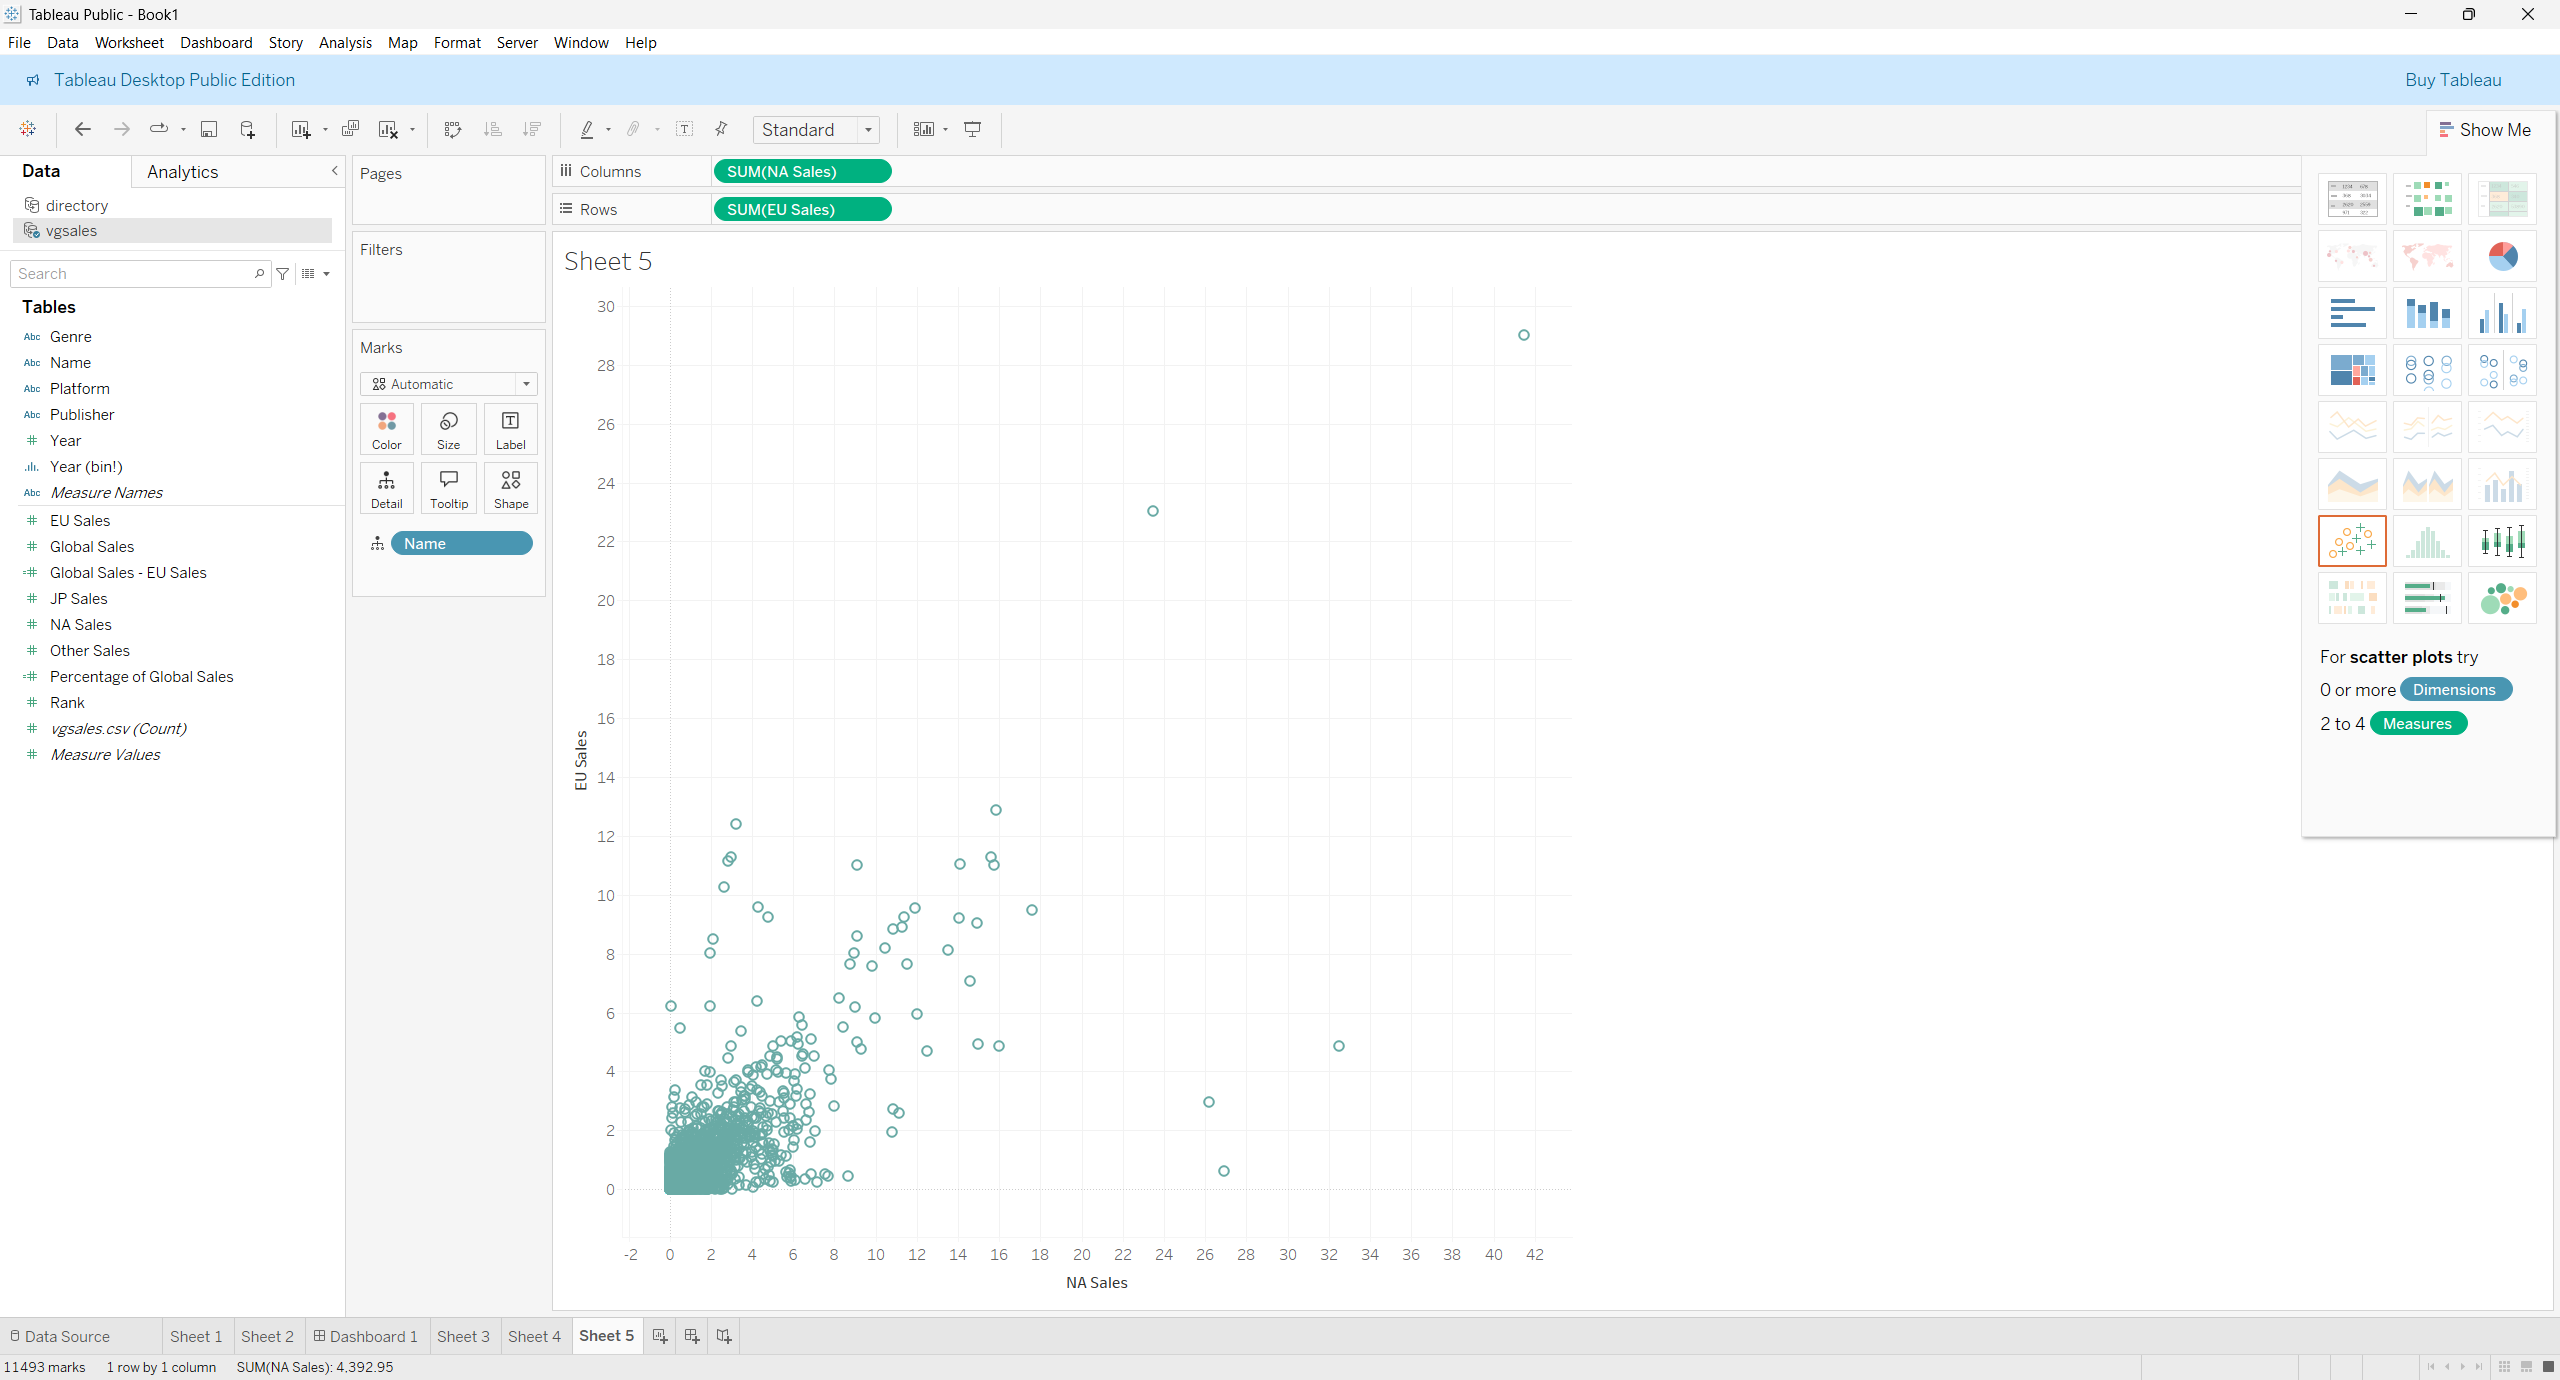 Tableau Public - Book1
File Data Worksheet Dashboard Story Analysis Map Format Server Window Help
Tableau Desktop Public Edition
Buy Tableau
Standard
Show Me
Data
Analytics
directory
vgsales
Search
Tables
Abc Genre
Abc Name
Abc Platform
Abc Publisher
Year
Year (bin!)
Abc Measure Names
EU Sales
Global Sales
Global Sales - EU Sales
JP Sales
NA Sales
Other Sales
Percentage of Global Sales
Rank
vgsales.csv (Count)
Measure Values
Pages
Filters
Marks
Automatic
Color
Size
Label
Detail
Tooltip
Shape
Name
Columns
SUM(NA Sales)
Rows
SUM(EU Sales)
Sheet 5
30
28
26
24
22
20
18
16
14
12
10
8
6
4
2
0
EU Sales
-2 0 2 4 6 8 10 12 14 16 18 20 22 24 26 28 30 32 34 36 38 40 42
NA Sales
For scatter plots try
0 or more Dimensions
2 to 4 Measures
Data Source
Sheet 1
Sheet 2
Dashboard 1
Sheet 3
Sheet 4
Sheet 5
11493 marks
1 row by 1 column
SUM(NA Sales): 4,392.95